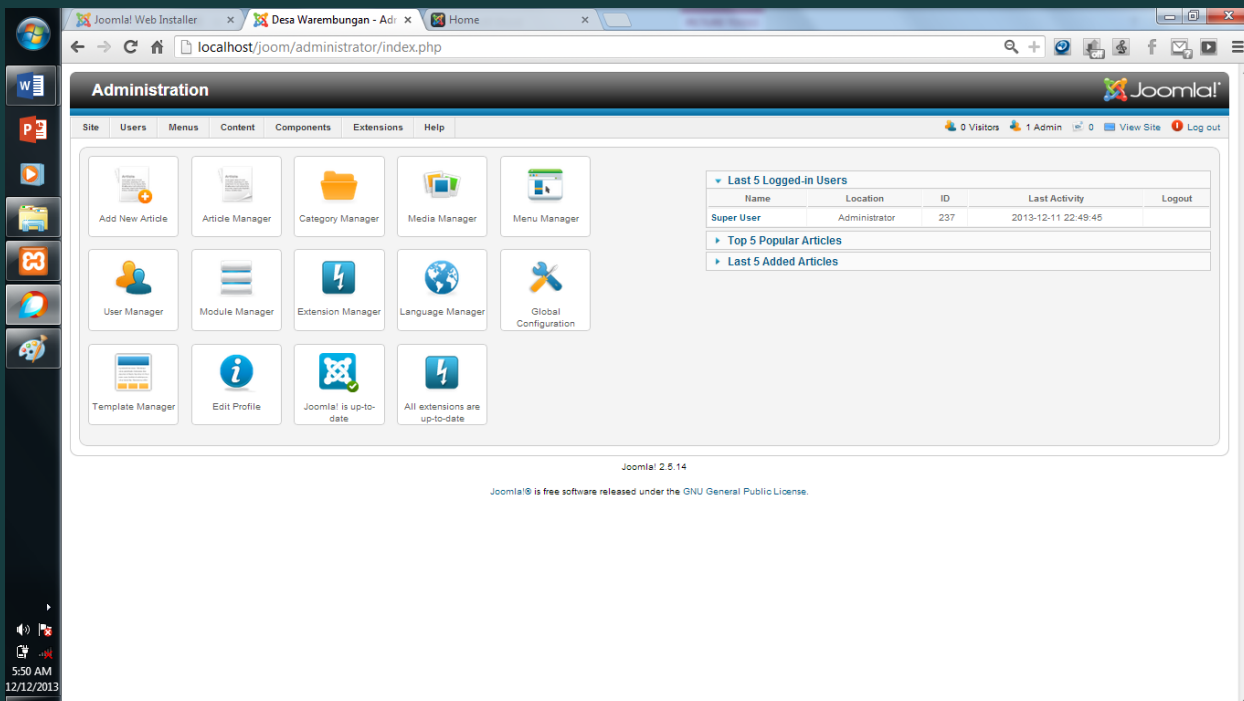 Joomla! Web Installer
Desa Warembungan - Adr
Home
localhost/joom/administrator/index.php
Administration
Joomla!
Site Users Menus Content Components Extensions Help
0 Visitors 1 Admin 0 View Site Log out
Add New Article
Article Manager
Category Manager
Media Manager
Menu Manager
User Manager
Module Manager
Extension Manager
Language Manager
Global
Configuration
Template Manager
Edit Profile
Joomla! is up-to-
date
All extensions are
up-to-date
Last 5 Logged-in Users
Name Location ID Last Activity Logout
Super User Administrator 237 2013-12-11 22:49:45
Top 5 Popular Articles
Last 5 Added Articles
Joomla! 2.5.14
Joomla!® is free software released under the GNU General Public License.
5:50 AM
12/12/2013